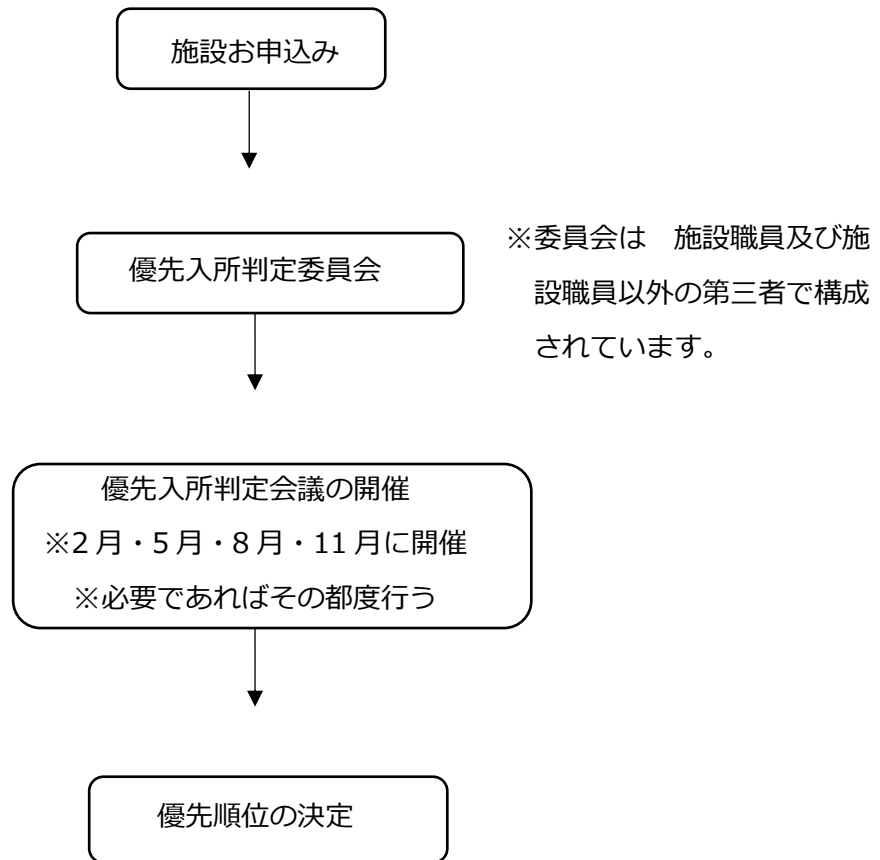 施設お申込み
優先入所判定委員会
※委員会は　施設職員及び施
設職員以外の第三者で構成
されています。
優先入所判定会議の開催
※2月・5月・8月・11月に開催
※必要であればその都度行う
優先順位の決定